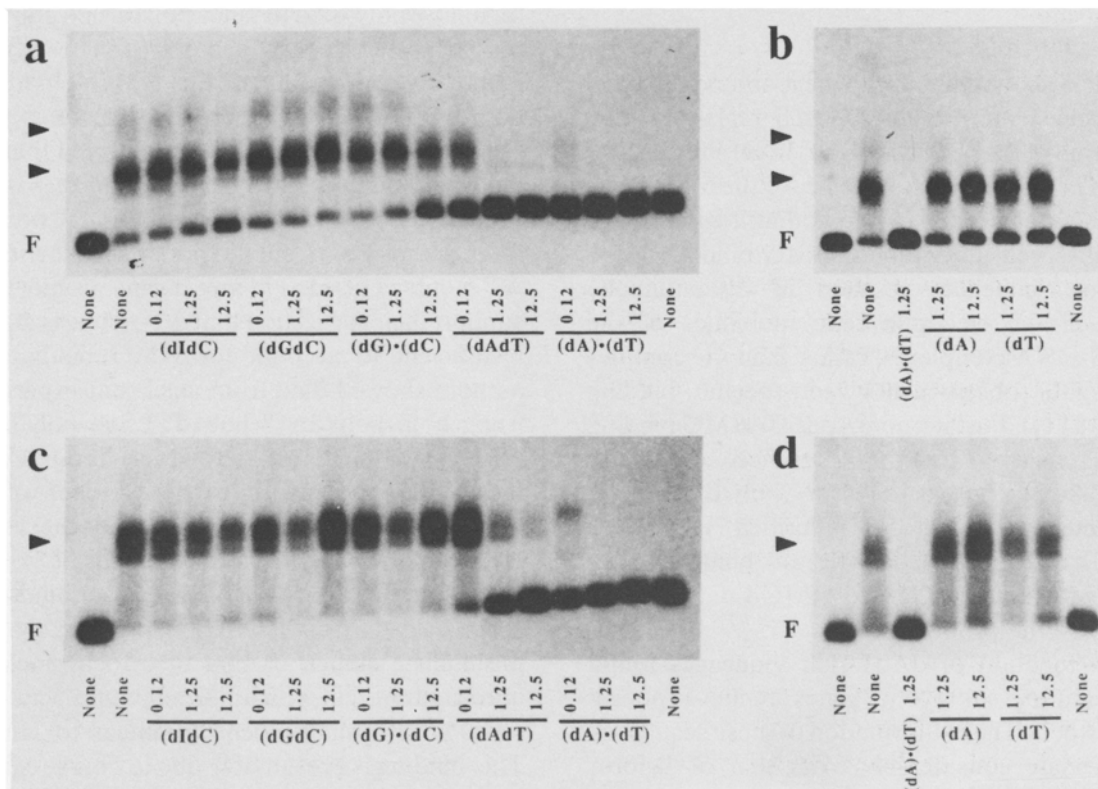 a
F
None
None
0.12
1.25
12.5
0.12
1.25
12.5
0.12
1.25
12.5
0.12
1.25
12.5
0.12
1.25
12.5
None
(dIdC)
(dGdC)
(dG)•(dC)
(dAdT)
(dA)•(dT)
b
F
None
None
(dA)•(dT) 1.25
1.25
12.5
1.25
12.5
None
(dA)
(dT)
c
F
None
None
0.12
1.25
12.5
0.12
1.25
12.5
0.12
1.25
12.5
0.12
1.25
12.5
0.12
1.25
12.5
None
(dIdC)
(dGdC)
(dG)•(dC)
(dAdT)
(dA)•(dT)
d
F
None
None
(dA)•(dT) 1.25
1.25
12.5
1.25
12.5
None
(dA)
(dT)